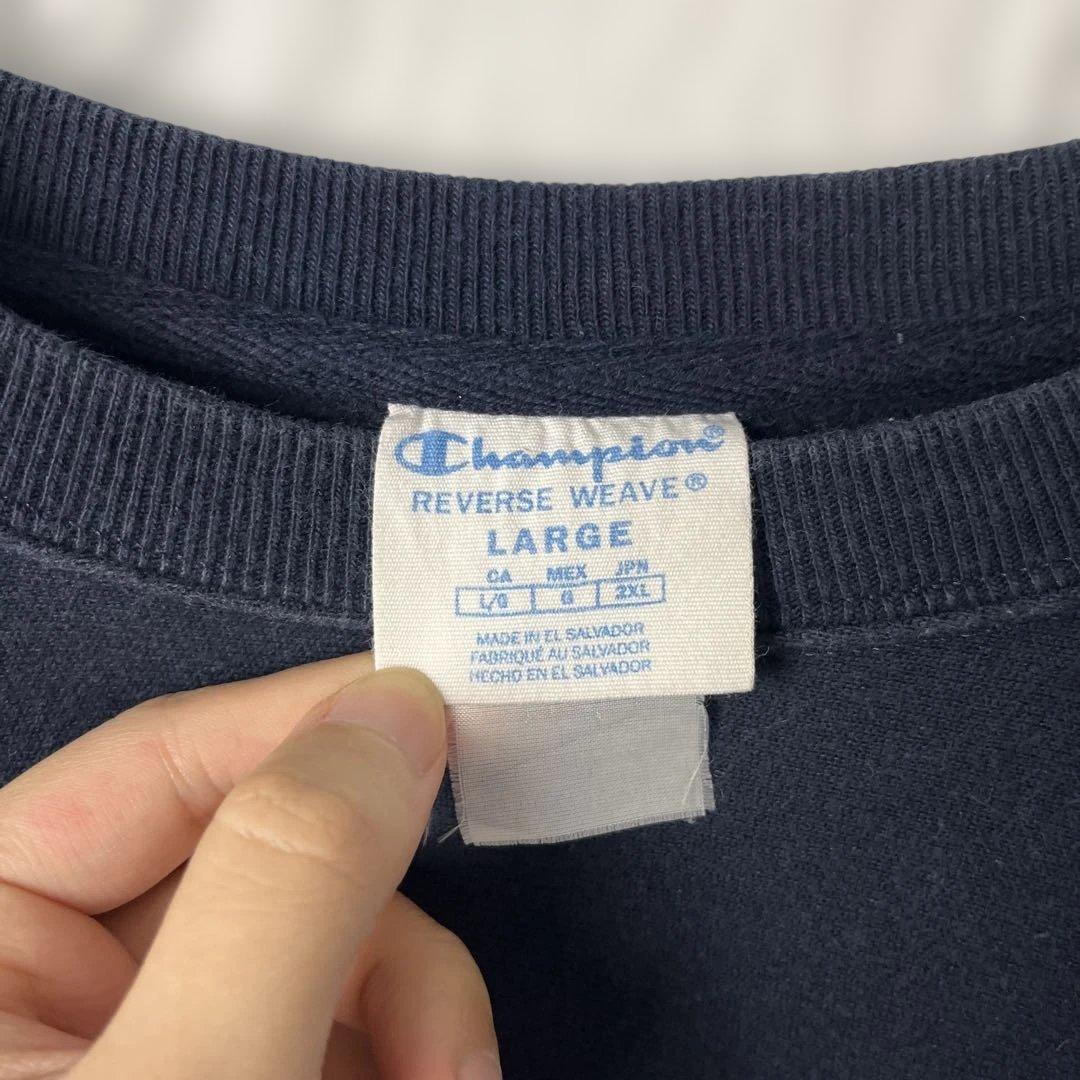 Champion®
REVERSE WEAVE®
LARGE
CA MEX JPN
L/G G 2XL
MADE IN EL SALVADOR
FABRIQUÉ AU SALVADOR
HECHO EN EL SALVADOR